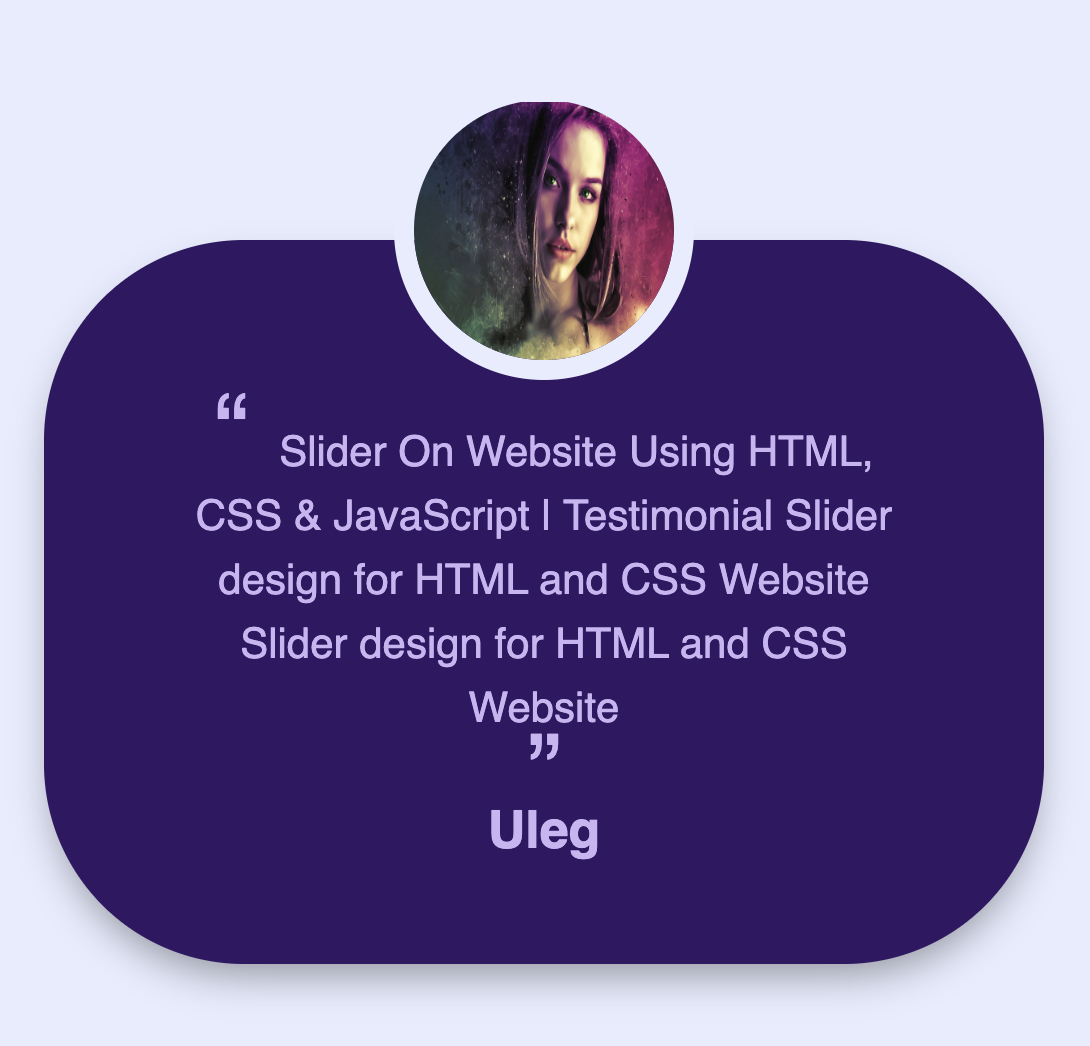 “
Slider On Website Using HTML,
CSS & JavaScript | Testimonial Slider
design for HTML and CSS Website
Slider design for HTML and CSS
Website
”
Uleg